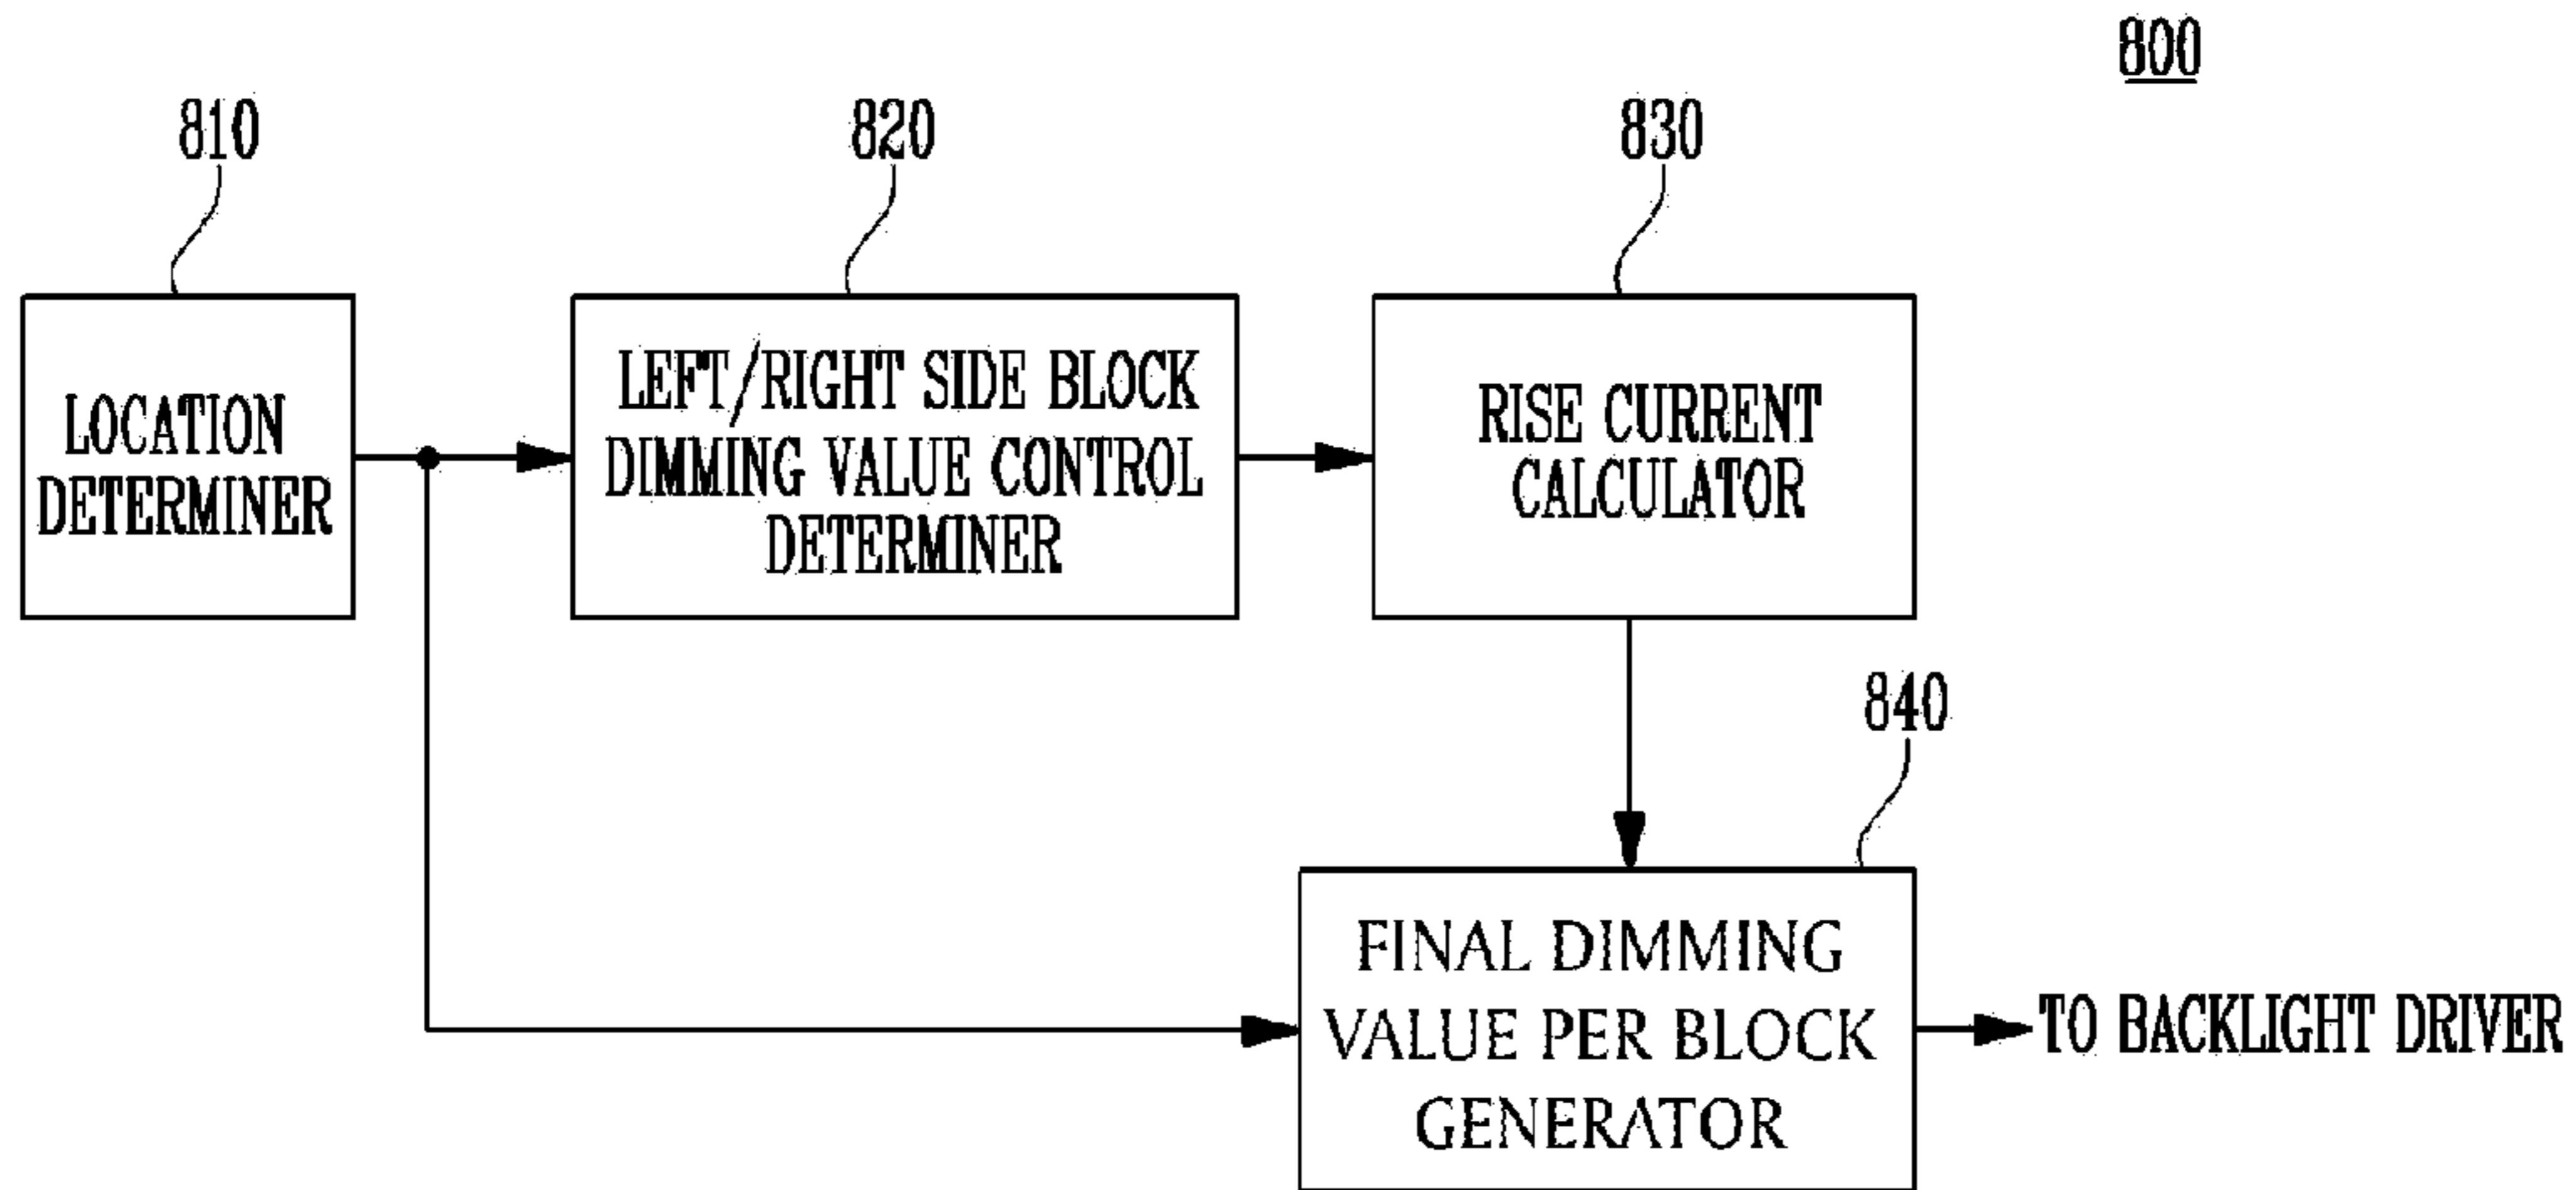 800
810
820
830
LOCATION
DETERMINER
LEFT/RIGHT SIDE BLOCK
DIMMING VALUE CONTROL
DETERMINER
RISE CURRENT
CALCULATOR
840
FINAL DIMMING
VALUE PER BLOCK
GENERATOR
TO BACKLIGHT DRIVER